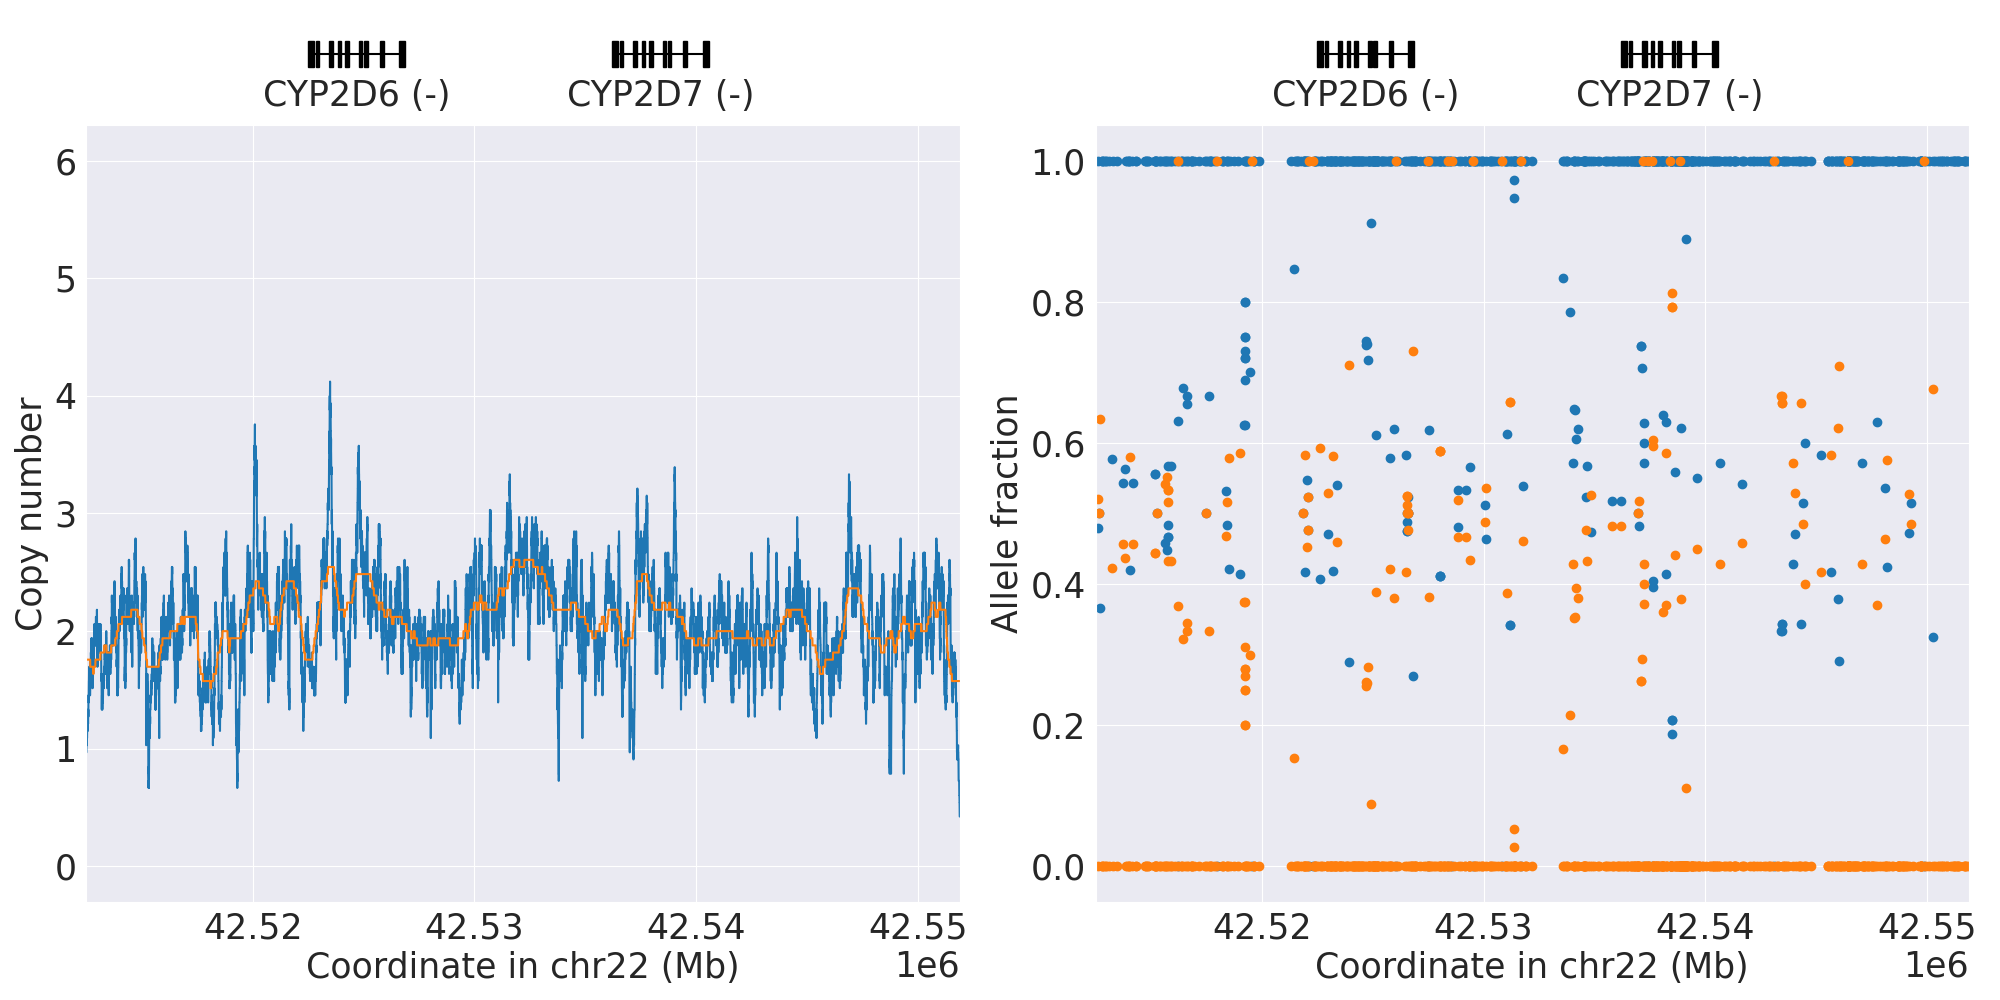 CYP2D6 (-) CYP2D7 (-)
Copy number
6
5
4
3
2
1
0
42.52 42.53 42.54 42.55
Coordinate in chr22 (Mb) 1e6
CYP2D6 (-) CYP2D7 (-)
Allele fraction
1.0
0.8
0.6
0.4
0.2
0.0
42.52 42.53 42.54 42.55
Coordinate in chr22 (Mb) 1e6